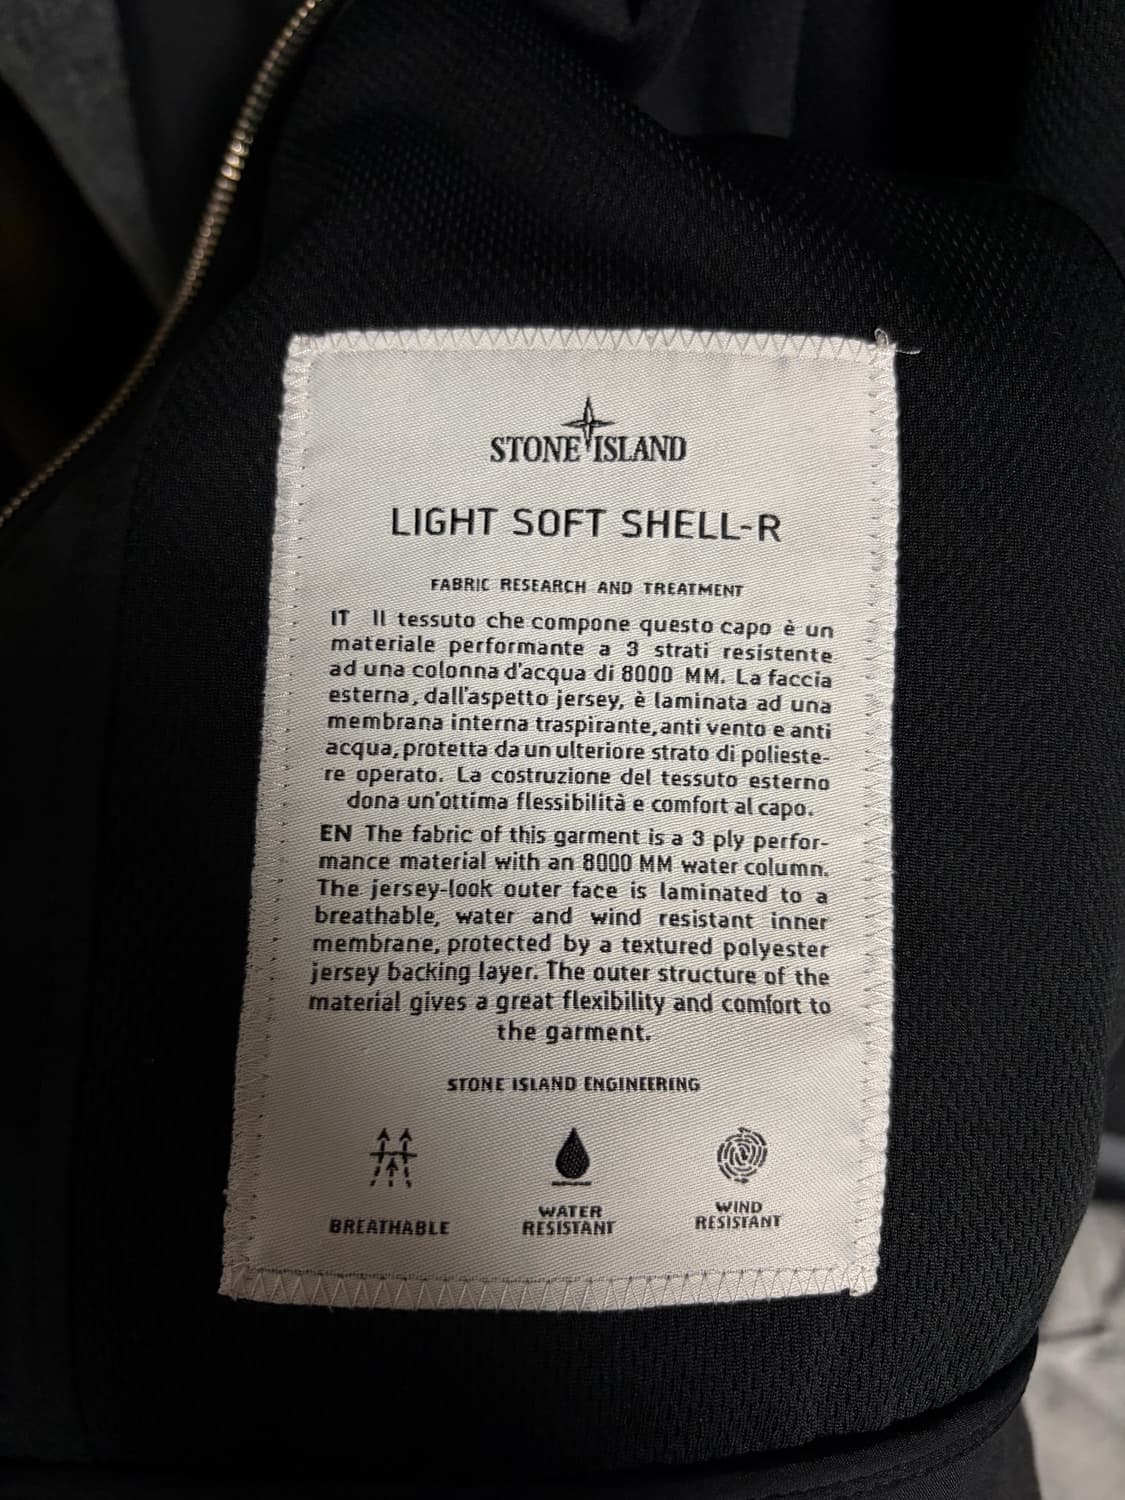 STONE ISLAND
LIGHT SOFT SHELL-R
FABRIC RESEARCH AND TREATMENT
IT Il tessuto che compone questo capo è un
materiale performante a 3 strati resistente
ad una colonna d'acqua di 8000 MM. La faccia
esterna, dall'aspetto jersey, è laminata ad una
membrana interna traspirante, anti vento e anti
acqua, protetta da un ulteriore strato di polieste-
re operato. La costruzione del tessuto esterno
dona un'ottima flessibilità e comfort al capo.
EN The fabric of this garment is a 3 ply perfor-
mance material with an 8000 MM water column.
The jersey-look outer face is laminated to a
breathable, water and wind resistant inner
membrane, protected by a textured polyester
jersey backing layer. The outer structure of the
material gives a great flexibility and comfort to
the garment.
STONE ISLAND ENGINEERING
BREATHABLE
WATER
RESISTANT
WIND
RESISTANT